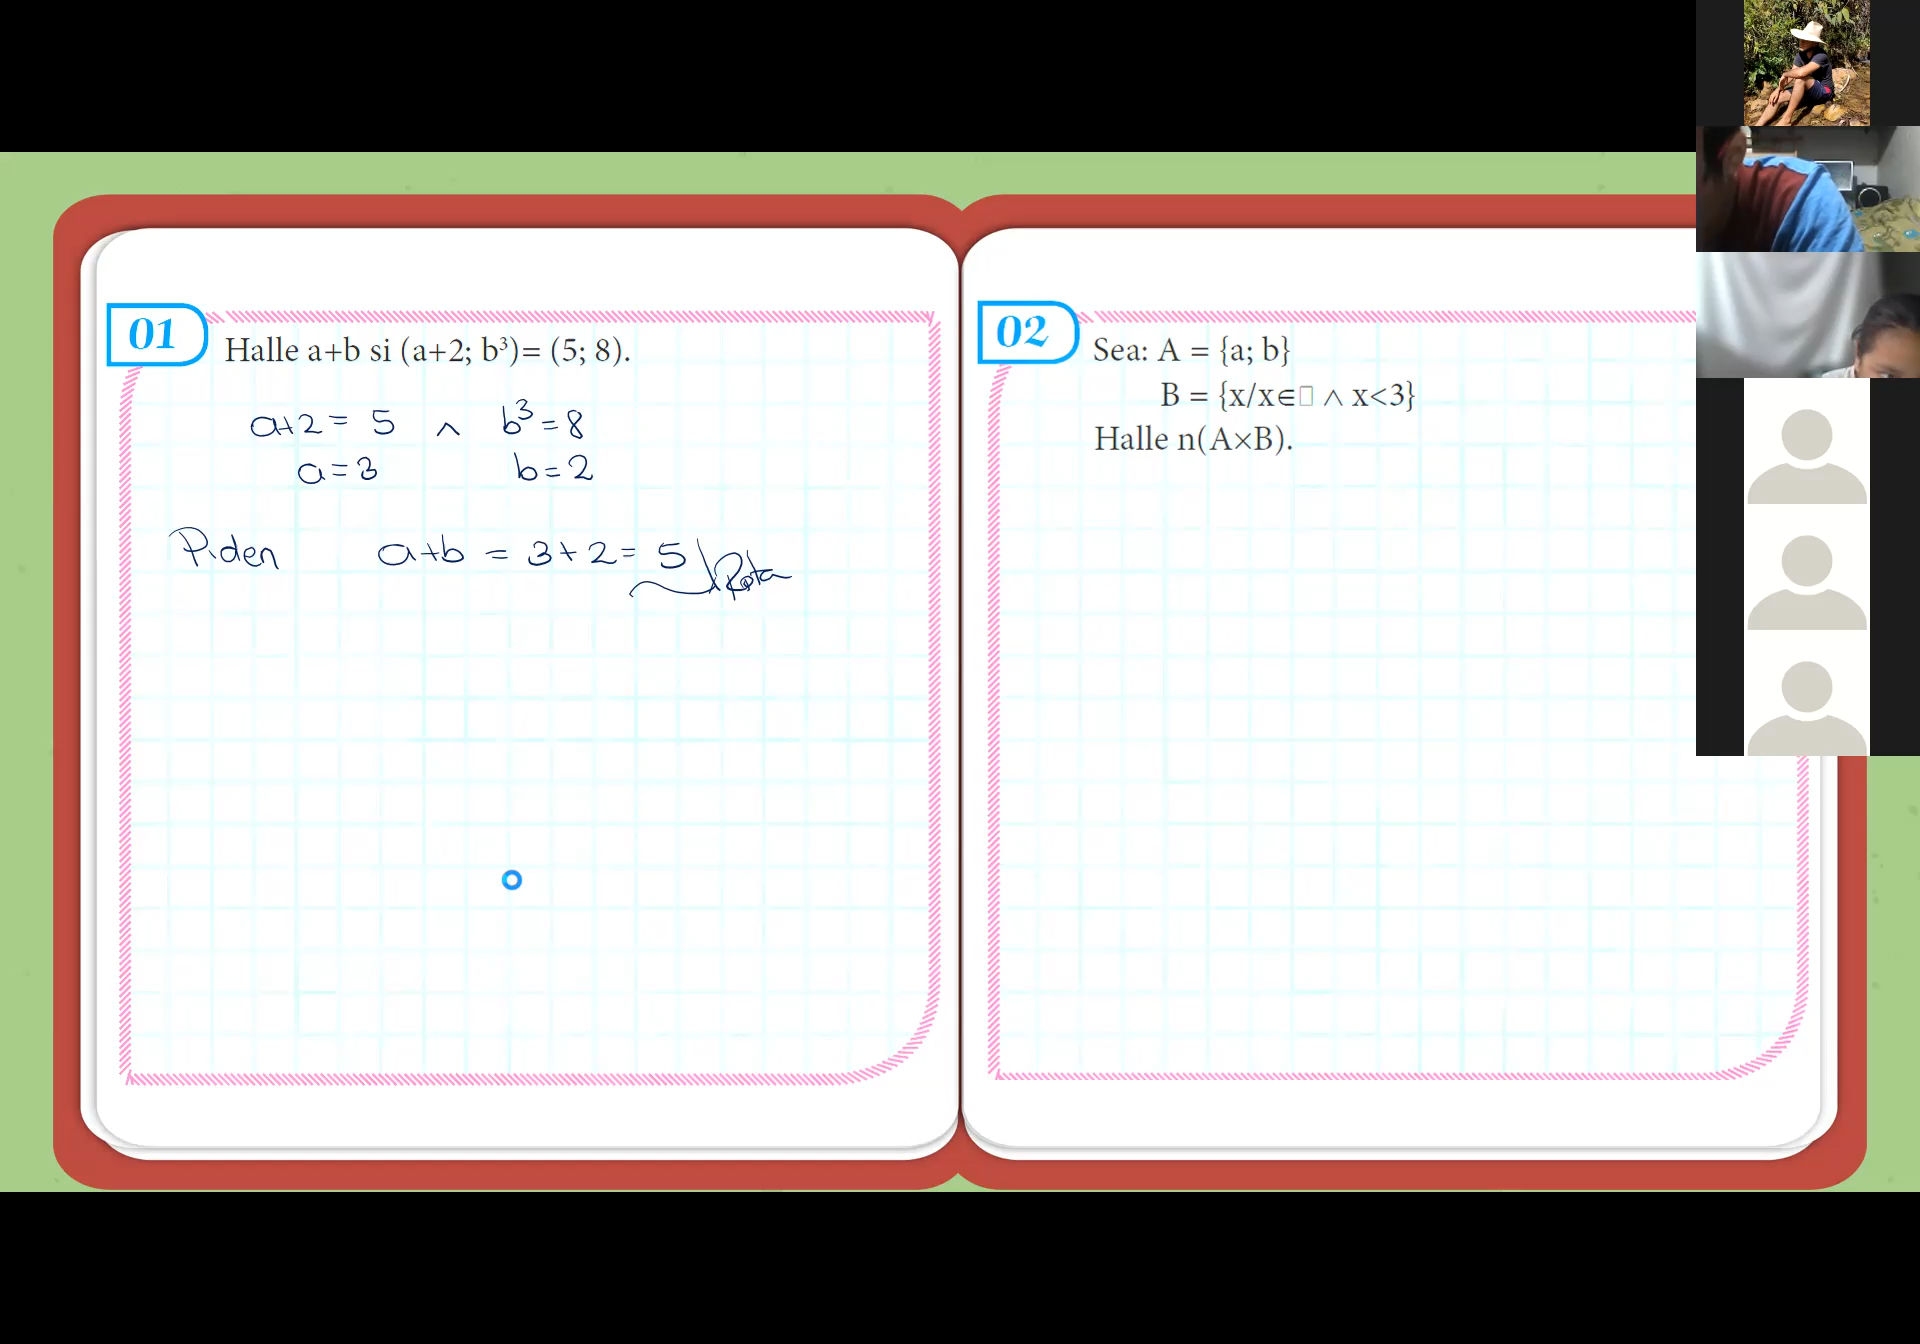 01
Halle a+b si (a+2; b³)= (5; 8).
a+2 = 5 ∧ b³ = 8
a = 3 b = 2
Piden a+b = 3 + 2 = 5 Rpta
02
Sea: A = {a; b}
B = {x/x∈□ ∧ x<3}
Halle n(A×B).